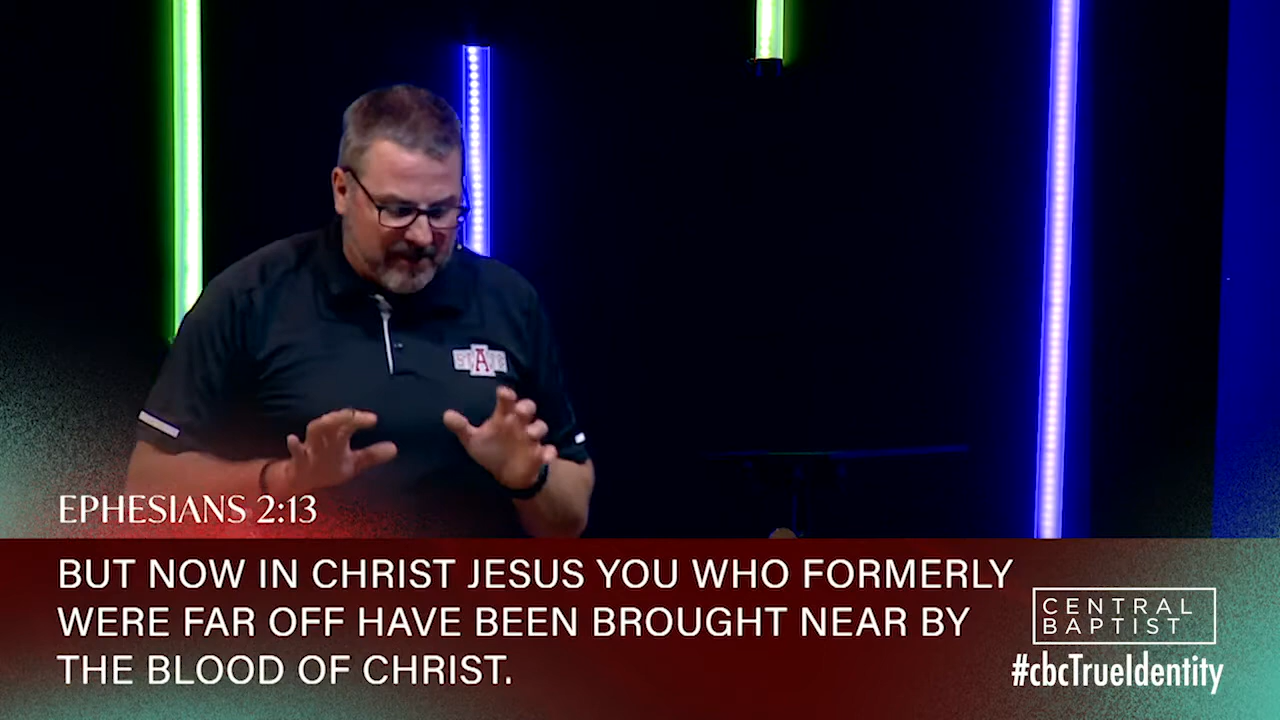 STATE
EPHESIANS 2:13
BUT NOW IN CHRIST JESUS YOU WHO FORMERLY
WERE FAR OFF HAVE BEEN BROUGHT NEAR BY
THE BLOOD OF CHRIST.
CENTRAL
BAPTIST
#cbcTrueIdentity